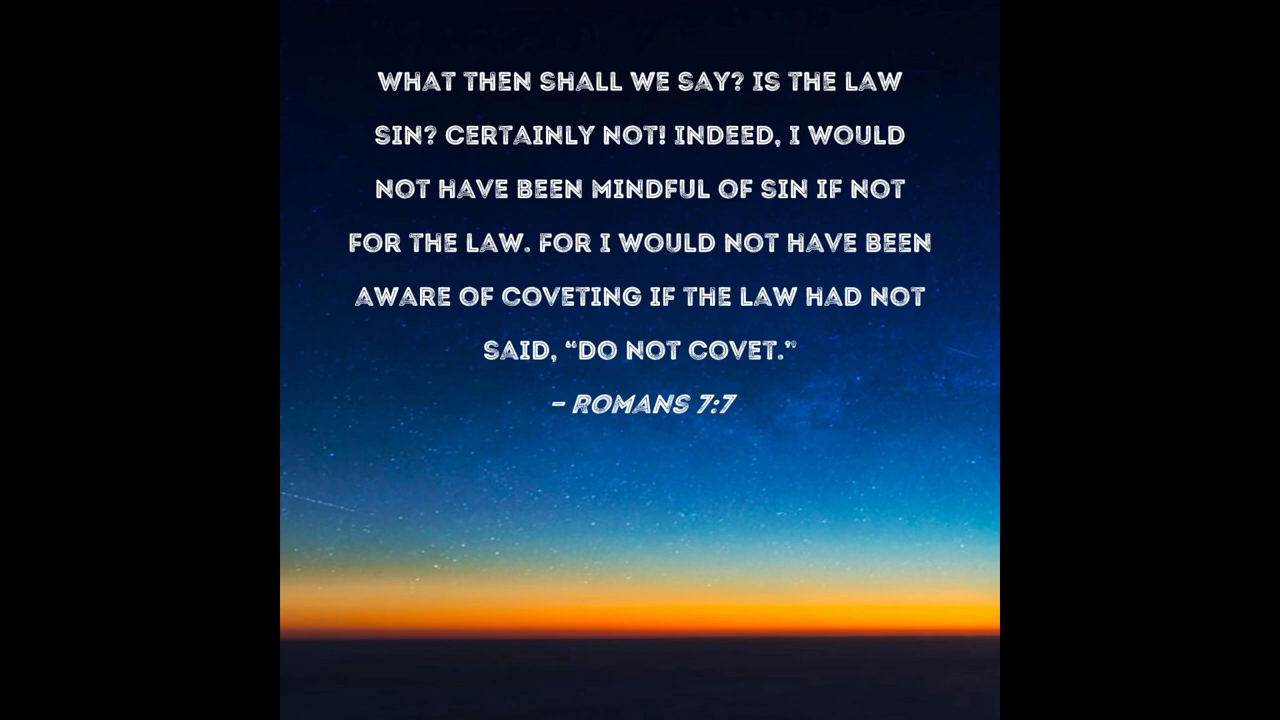 WHAT THEN SHALL WE SAY? IS THE LAW
SIN? CERTAINLY NOT! INDEED, I WOULD
NOT HAVE BEEN MINDFUL OF SIN IF NOT
FOR THE LAW. FOR I WOULD NOT HAVE BEEN
AWARE OF COVETING IF THE LAW HAD NOT
SAID, “DO NOT COVET.”
– ROMANS 7:7